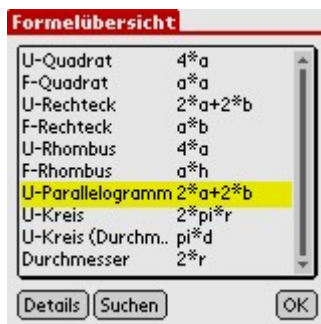 Formelübersicht
U-Quadrat 4*a
F-Quadrat a*a
U-Rechteck 2*a+2*b
F-Rechteck a*b
U-Rhombus 4*a
F-Rhombus a*h
U-Parallelogramm 2*a+2*b
U-Kreis 2*pi*r
U-Kreis (Durchm.. pi*d
Durchmesser 2*r
Details Suchen OK